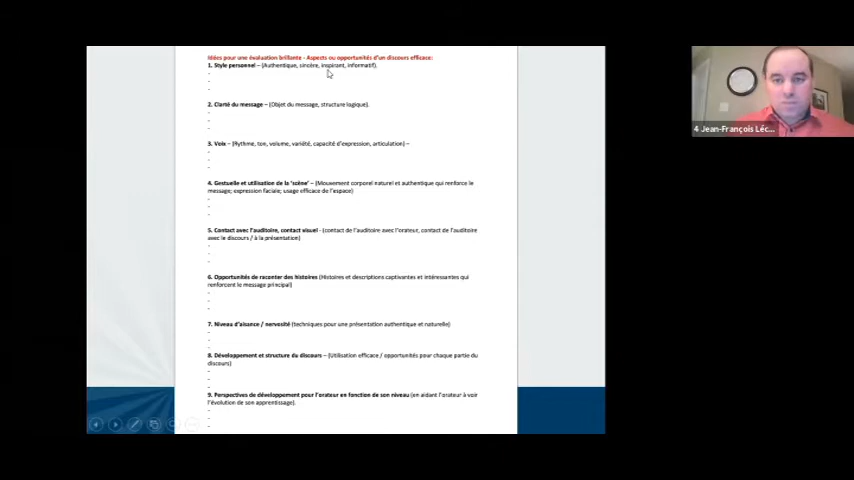 Idées pour une évaluation brillante - Aspects ou opportunités d'un discours efficace:
1. Style personnel – (Authentique, sincère, inspirant, informatif).
-
-
-
2. Clarté du message – (Objet du message, structure logique).
-
-
-
3. Voix – (Rythme, ton, volume, variété, capacité d'expression, articulation) –
-
-
-
4. Gestuelle et utilisation de la 'scène' – (Mouvement corporel naturel et authentique qui renforce le
message; expression faciale; usage efficace de l'espace)
-
-
-
5. Contact avec l'auditoire, contact visuel - (contact de l'auditoire avec l'orateur, contact de l'auditoire
avec le discours / à la présentation)
-
-
-
6. Opportunités de raconter des histoires (Histoires et descriptions captivantes et intéressantes qui
renforcent le message principal)
-
-
-
7. Niveau d'aisance / nervosité (techniques pour une présentation authentique et naturelle)
-
-
-
8. Développement et structure du discours – (Utilisation efficace / opportunités pour chaque partie du
discours)
-
-
-
9. Perspectives de développement pour l'orateur en fonction de son niveau (en aidant l'orateur à voir
l'évolution de son apprentissage).
-
-
-
4 Jean-François Léc...